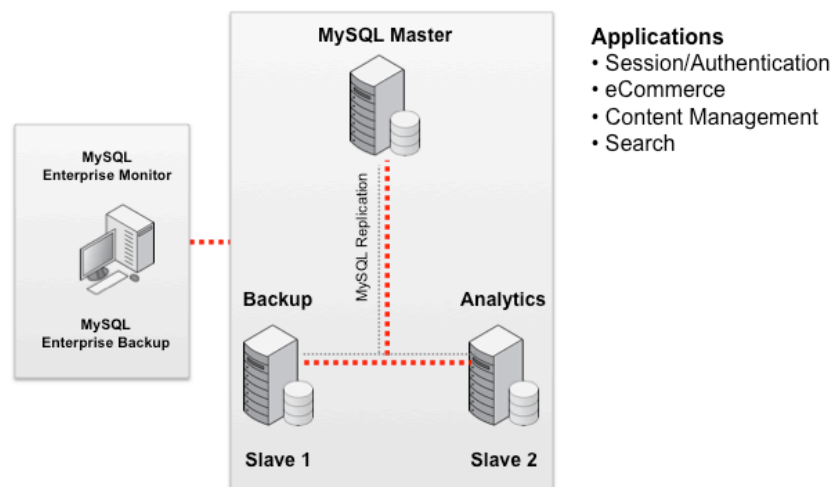 MySQL
Enterprise Monitor
MySQL
Enterprise Backup
MySQL Master
MySQL Replication
Backup
Analytics
Slave 1
Slave 2
Applications
• Session/Authentication
• eCommerce
• Content Management
• Search